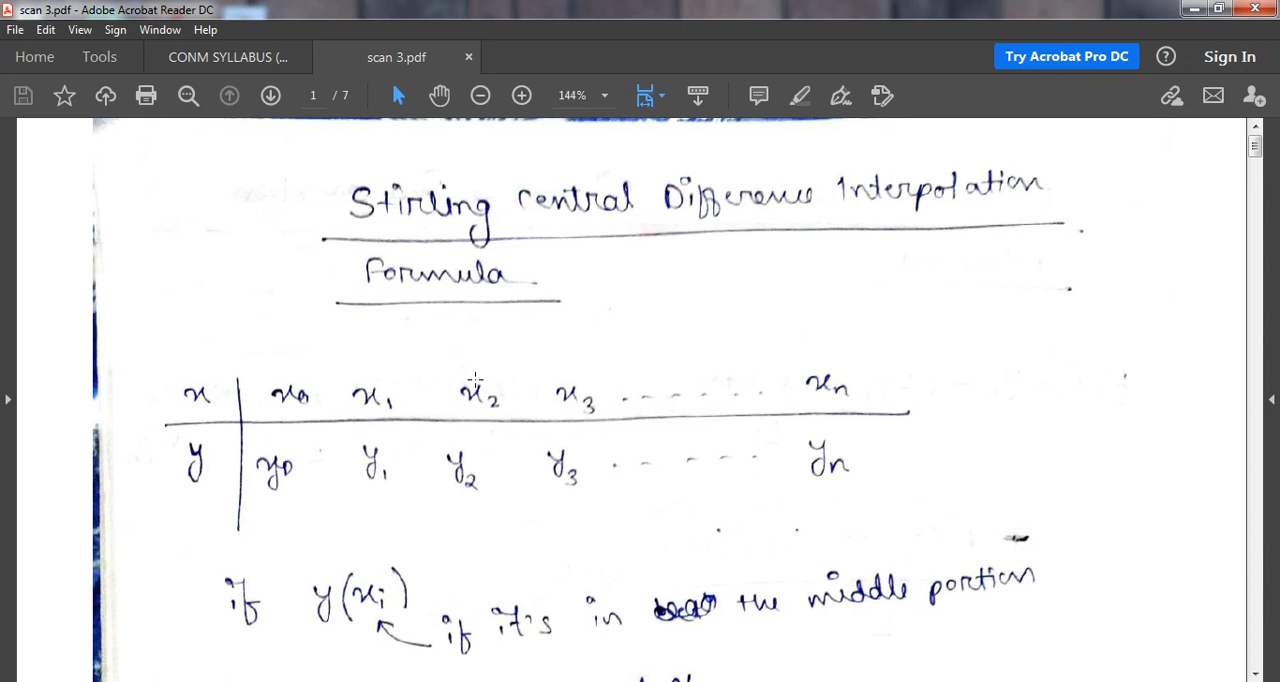 scan 3.pdf - Adobe Acrobat Reader DC
File Edit View Sign Window Help
Home Tools CONM SYLLABUS (... scan 3.pdf × Try Acrobat Pro DC ? Sign In
1 / 7 144%
Stirling Central Difference Interpolation
Formula
x x₀ x₁ x₂ x₃ ........ xₙ
y y₀ y₁ y₂ y₃ ........ yₙ
if y(xᵢ)
if it's in the middle portion